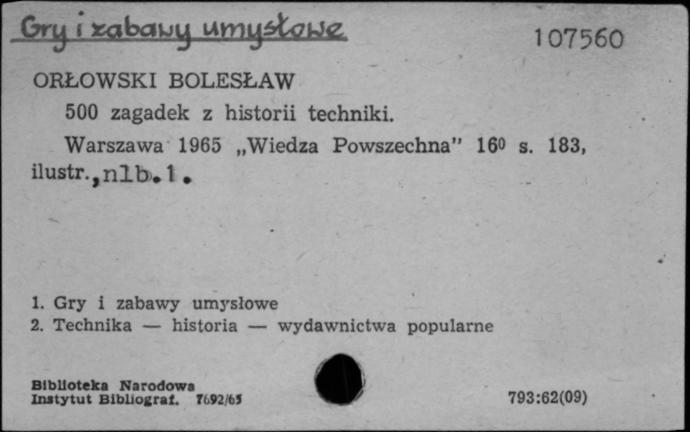 Gry i zabawy umysłowe
107560
ORŁOWSKI BOLESŁAW
500 zagadek z historii techniki.
Warszawa 1965 „Wiedza Powszechna” 16⁰ s. 183,
ilustr., nlb. 1.
1. Gry i zabawy umysłowe
2. Technika — historia — wydawnictwa popularne
Biblioteka Narodowa
Instytut Bibliograf. 7692/65
793:62(09)